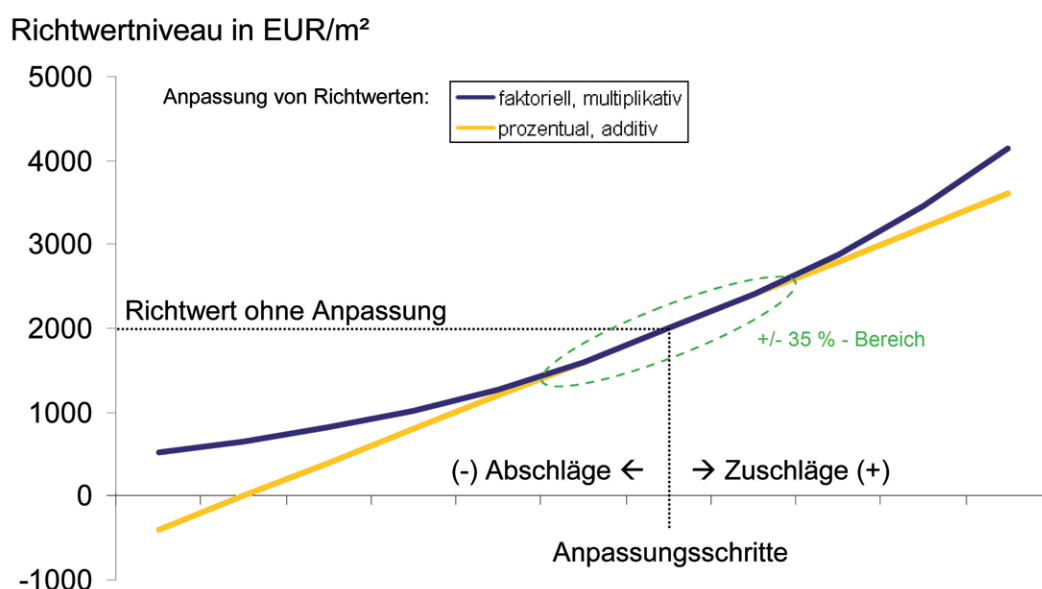 Richtwertniveau in EUR/m²
5000
Anpassung von Richtwerten:
faktoriell, multiplikativ
prozentual, additiv
4000
3000
Richtwert ohne Anpassung
2000
+/- 35 % - Bereich
1000
(-) Abschläge ←
→ Zuschläge (+)
0
Anpassungsschritte
-1000